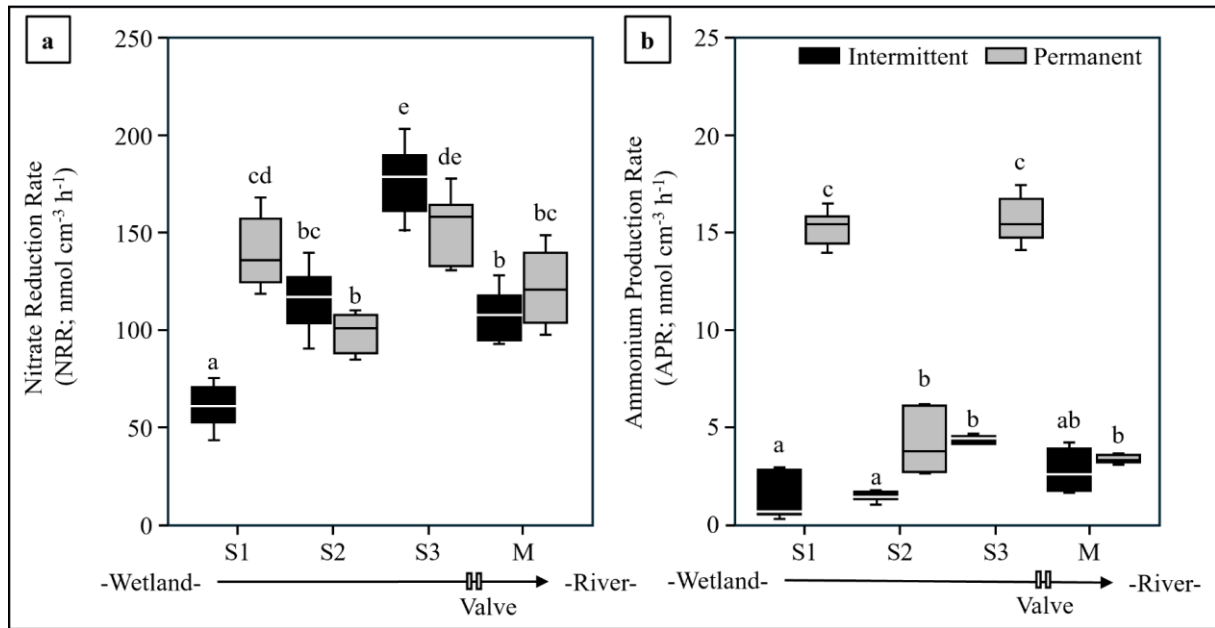 a
Nitrate Reduction Rate
(NRR; nmol cm⁻³ h⁻¹)
250
200
150
100
50
0
a
cd
bc
b
e
de
b
bc
S1 S2 S3 M
-Wetland- -River-
Valve
b
Intermittent Permanent
Ammonium Production Rate
(APR; nmol cm⁻³ h⁻¹)
25
20
15
10
5
0
a
c
a
b
b
c
ab
b
S1 S2 S3 M
-Wetland- -River-
Valve